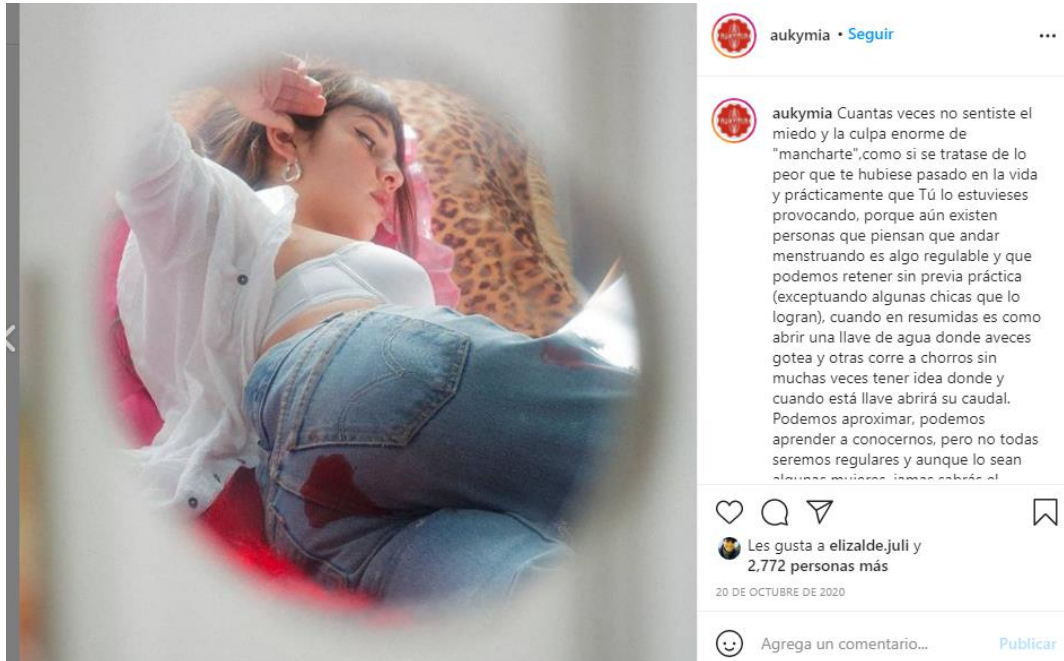 aukymia • Seguir
aukymia Cuantas veces no sentiste el
miedo y la culpa enorme de
"mancharte",como si se tratase de lo
peor que te hubiese pasado en la vida
y prácticamente que Tú lo estuvieses
provocando, porque aún existen
personas que piensan que andar
menstruando es algo regulable y que
podemos retener sin previa práctica
(exceptuando algunas chicas que lo
logran), cuando en resumidas es como
abrir una llave de agua donde aveces
gotea y otras corre a chorros sin
muchas veces tener idea donde y
cuando está llave abrirá su caudal.
Podemos aproximar, podemos
aprender a conocernos, pero no todas
seremos regulares y aunque lo sean
algunas mujeres, jamas sabrás el
Les gusta a elizalde.juli y
2,772 personas más
20 DE OCTUBRE DE 2020
Agrega un comentario... Publicar